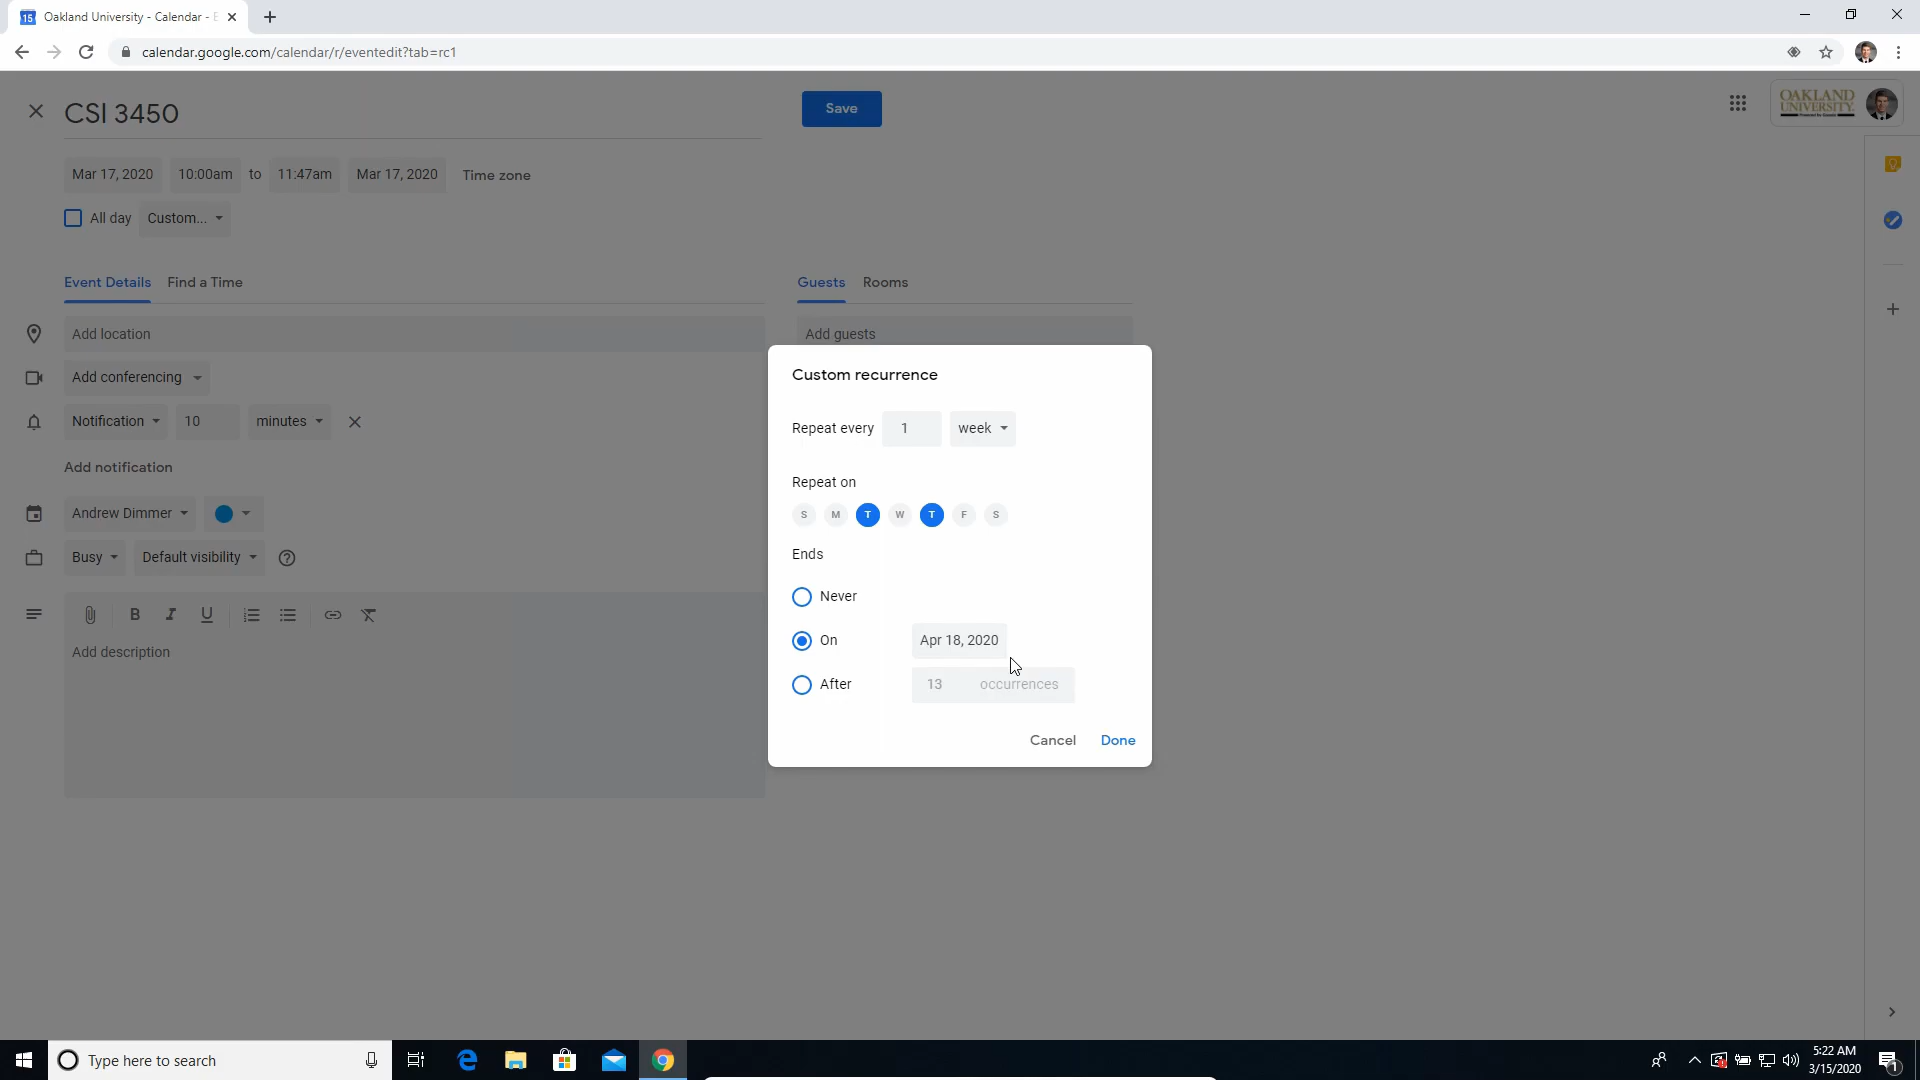 15 Oakland University - Calendar - E
calendar.google.com/calendar/r/eventedit?tab=rc1
CSI 3450
Save
OAKLAND
UNIVERSITY.
Mar 17, 2020 10:00am to 11:47am Mar 17, 2020 Time zone
All day Custom...
Event Details Find a Time
Guests Rooms
Add location
Add guests
Add conferencing
Notification 10 minutes
Add notification
Andrew Dimmer
Busy Default visibility
B I U
Add description
Custom recurrence
Repeat every 1 week
Repeat on
S M T W T F S
Ends
Never
On Apr 18, 2020
After 13 occurrences
Cancel Done
Type here to search
5:22 AM
3/15/2020
1